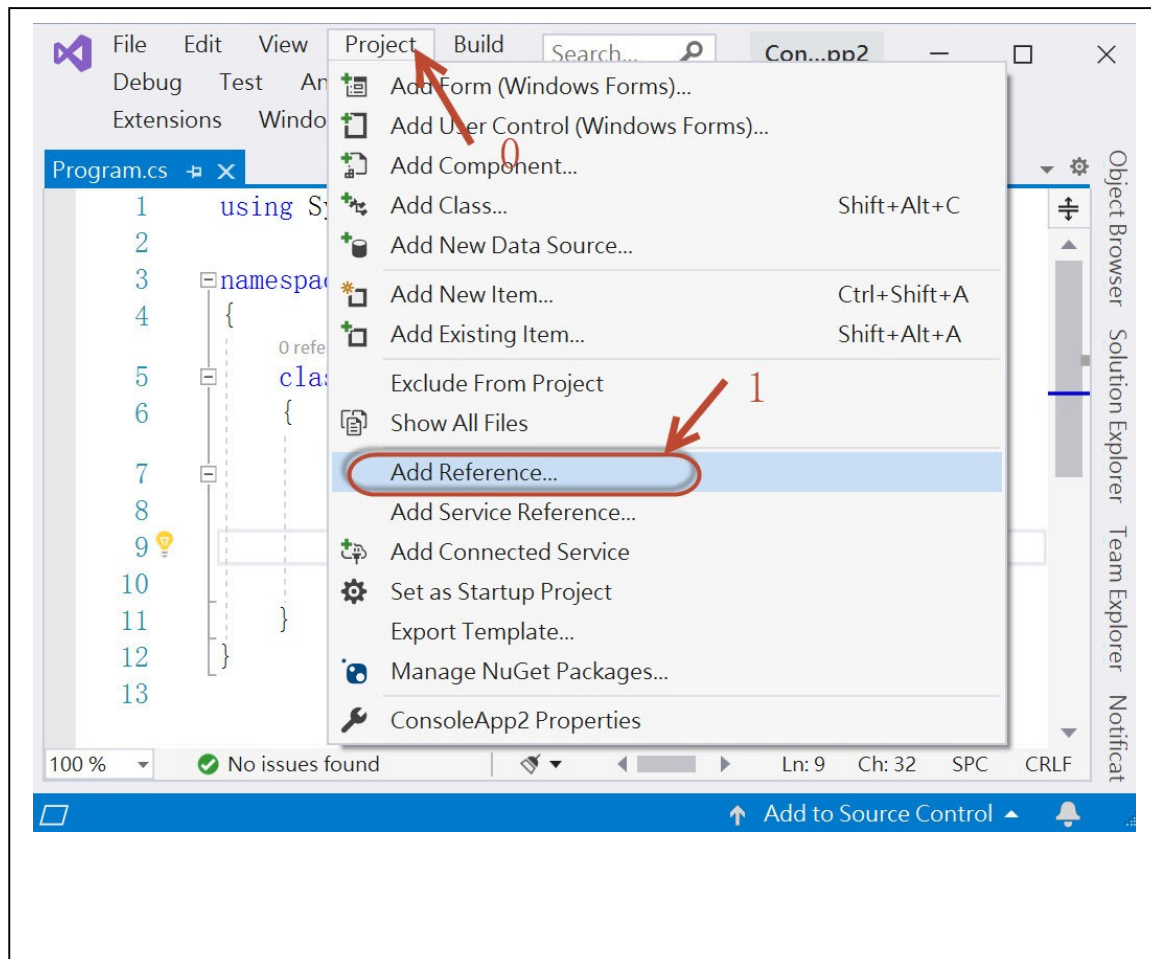 File Edit View Project Build Search... Con...pp2
Debug Test An
Extensions Windo
0
Add Form (Windows Forms)...
Add User Control (Windows Forms)...
Add Component...
Add Class... Shift+Alt+C
Add New Data Source...
Add New Item... Ctrl+Shift+A
Add Existing Item... Shift+Alt+A
Exclude From Project
1
Show All Files
Add Reference...
Add Service Reference...
Add Connected Service
Set as Startup Project
Export Template...
Manage NuGet Packages...
ConsoleApp2 Properties
Program.cs
1 using Sy
2
3 namespac
4 {
0 refe
5 clas
6 {
7
8
9
10
11 }
12 }
13
Object Browser
Solution Explorer
Team Explorer
Notificat
100 % No issues found Ln: 9 Ch: 32 SPC CRLF
Add to Source Control